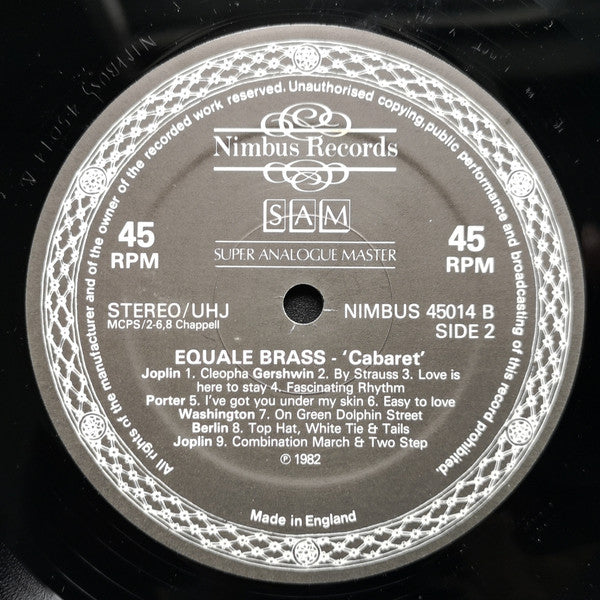 All rights of the manufacturer and of the owner of the recorded work reserved. Unauthorised copying, public performance and broadcasting of this record prohibited.
Nimbus Records
SAM
SUPER ANALOGUE MASTER
45
RPM
45
RPM
STEREO/UHJ
MCPS/2-6,8 Chappell
NIMBUS 45014 B
SIDE 2
EQUALE BRASS - 'Cabaret'
Joplin 1. Cleopha Gershwin 2. By Strauss 3. Love is
here to stay 4. Fascinating Rhythm
Porter 5. I've got you under my skin 6. Easy to love
Washington 7. On Green Dolphin Street
Berlin 8. Top Hat, White Tie & Tails
Joplin 9. Combination March & Two Step
℗ 1982
Made in England
NIMBUS 45014